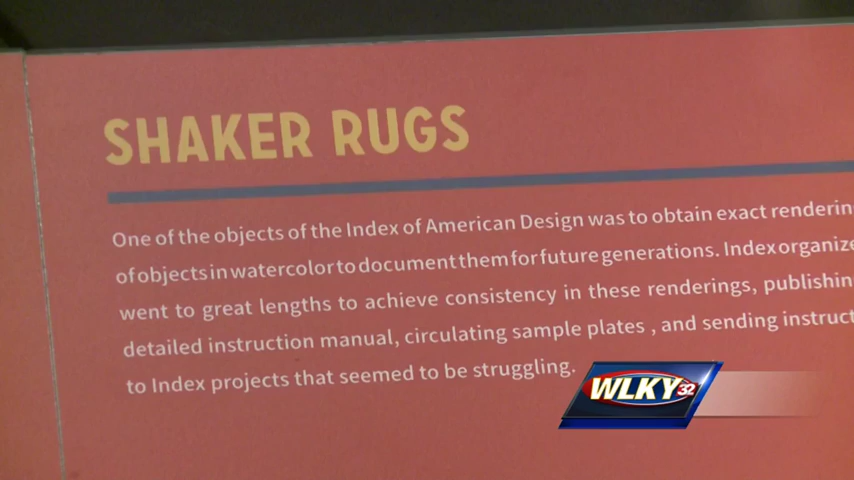 SHAKER RUGS
One of the objects of the Index of American Design was to obtain exact renderin
of objects in watercolor to document them for future generations. Index organize
went to great lengths to achieve consistency in these renderings, publishin
detailed instruction manual, circulating sample plates , and sending instruct
to Index projects that seemed to be struggling.
WLKY 32